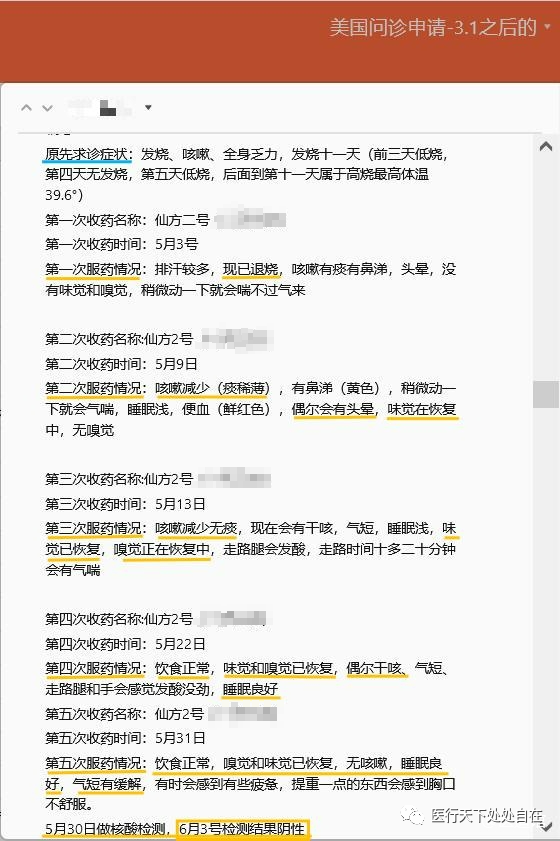 美国问诊申请-3.1之后的
原先求诊症状：发烧、咳嗽、全身乏力，发烧十一天（前三天低烧，
第四天无发烧，第五天低烧，后面到第十一天属于高烧最高体温
39.6°）
第一次收药名称：仙方二号
第一次收药时间：5月3号
第一次服药情况：排汗较多，现已退烧，咳嗽有痰有鼻涕，头晕，没
有味觉和嗅觉，稍微动一下就会喘不过气来
第二次收药名称:仙方2号
第二次收药时间：5月9日
第二次服药情况：咳嗽减少（痰稀薄）,有鼻涕（黄色）,稍微动一
下就会气喘，睡眠浅，便血（鲜红色）,偶尔会有头晕，味觉在恢复
中，无嗅觉
第三次收药名称:仙方2号
第三次收药时间：5月13日
第三次服药情况：咳嗽减少无痰，现在会有干咳，气短，睡眠浅，味
觉已恢复，嗅觉正在恢复中，走路腿会发酸，走路时间十多二十分钟
会有气喘
第四次收药名称:仙方2号
第四次收药时间：5月22日
第四次服药情况：饮食正常，味觉和嗅觉已恢复，偶尔干咳、气短、
走路腿和手会感觉发酸没劲，睡眠良好
第五次收药名称：仙方2号
第五次收药时间：5月31日
第五次服药情况：饮食正常，嗅觉和味觉已恢复，无咳嗽，睡眠良
好，气短有缓解，有时会感到有些疲惫，提重一点的东西会感到胸口
不舒服。
5月30日做核酸检测，6月3号检测结果阴性
医行天下处处自在